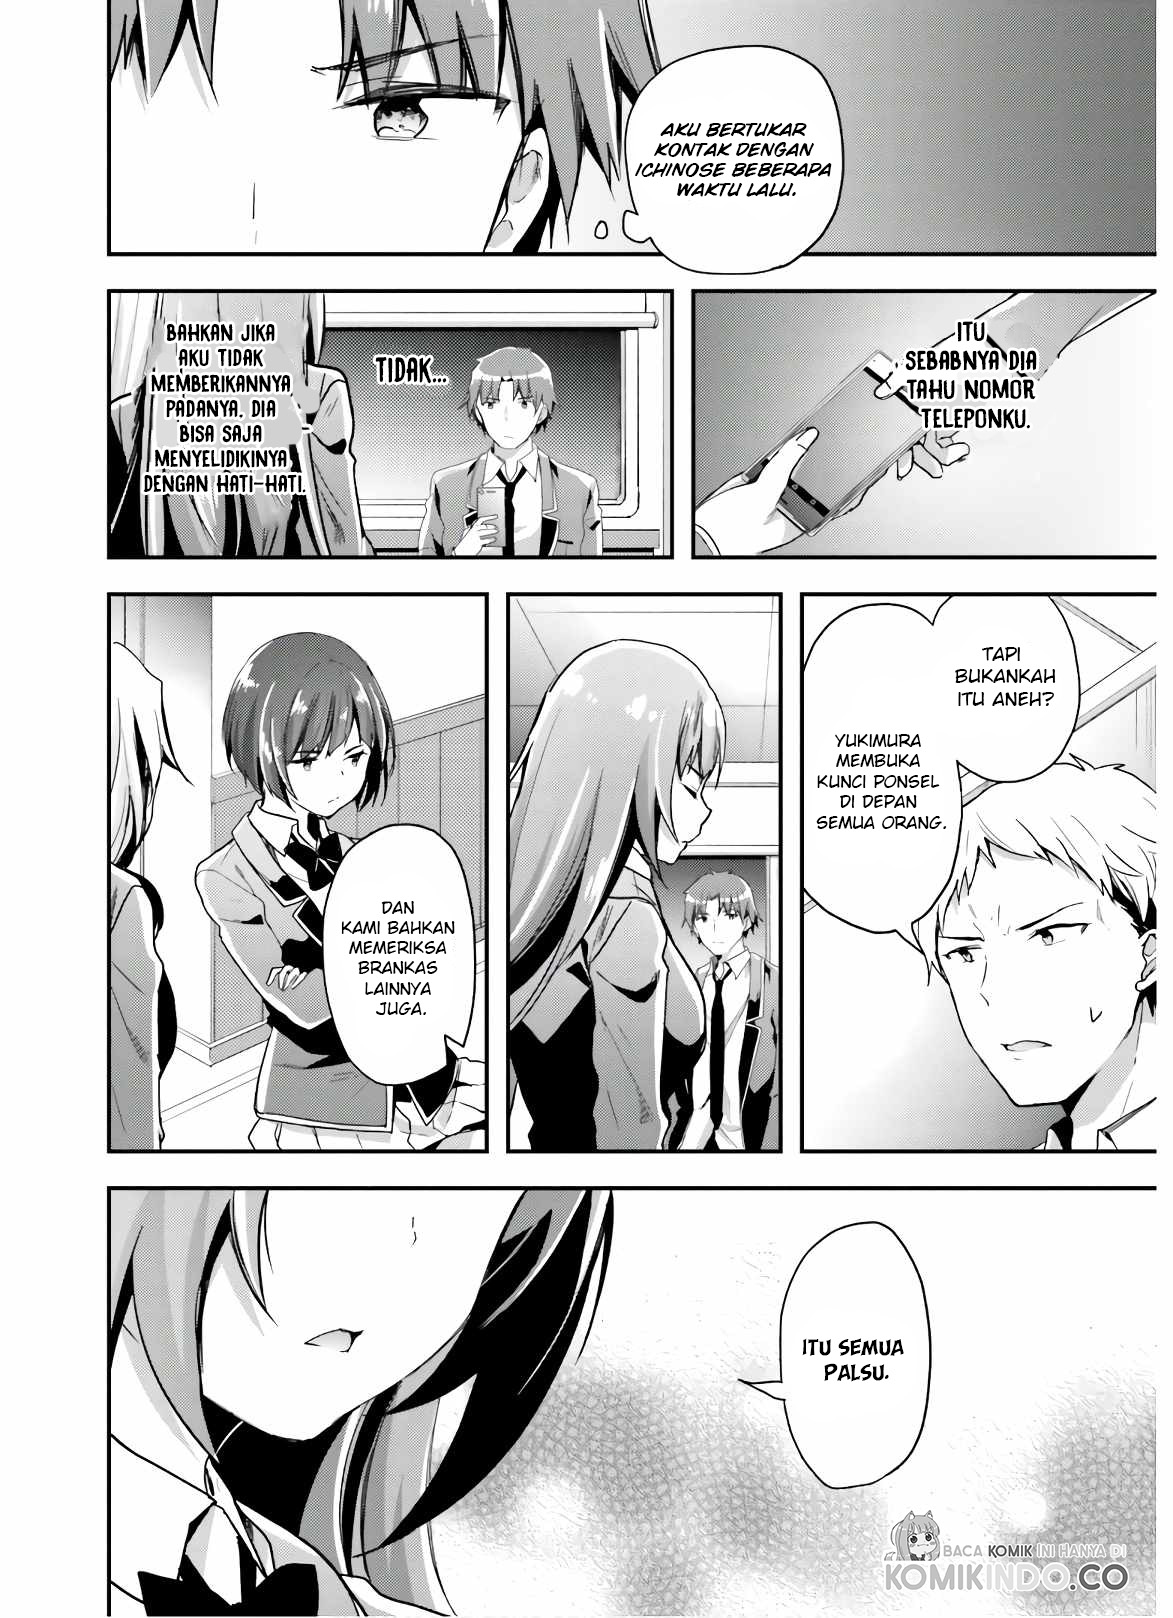 AKU BERTUKAR
KONTAK DENGAN
ICHINOSE BEBERAPA
WAKTU LALU.
ITU
SEBABNYA DIA
TAHU NOMOR
TELEPONKU.
TIDAK...
BAHKAN JIKA
AKU TIDAK
MEMBERIKANNYA
PADANYA, DIA
BISA SAJA
MENYELIDIKINYA
DENGAN HATI-HATI.
TAPI
BUKANKAH
ITU ANEH?
YUKIMURA
MEMBUKA
KUNCI PONSEL
DI DEPAN
SEMUA ORANG.
DAN
KAMI BAHKAN
MEMERIKSA
BRANKAS
LAINNYA
JUGA.
ITU SEMUA
PALSU.
BACA KOMIK INI HANYA DI
KOMIKINDO.CO